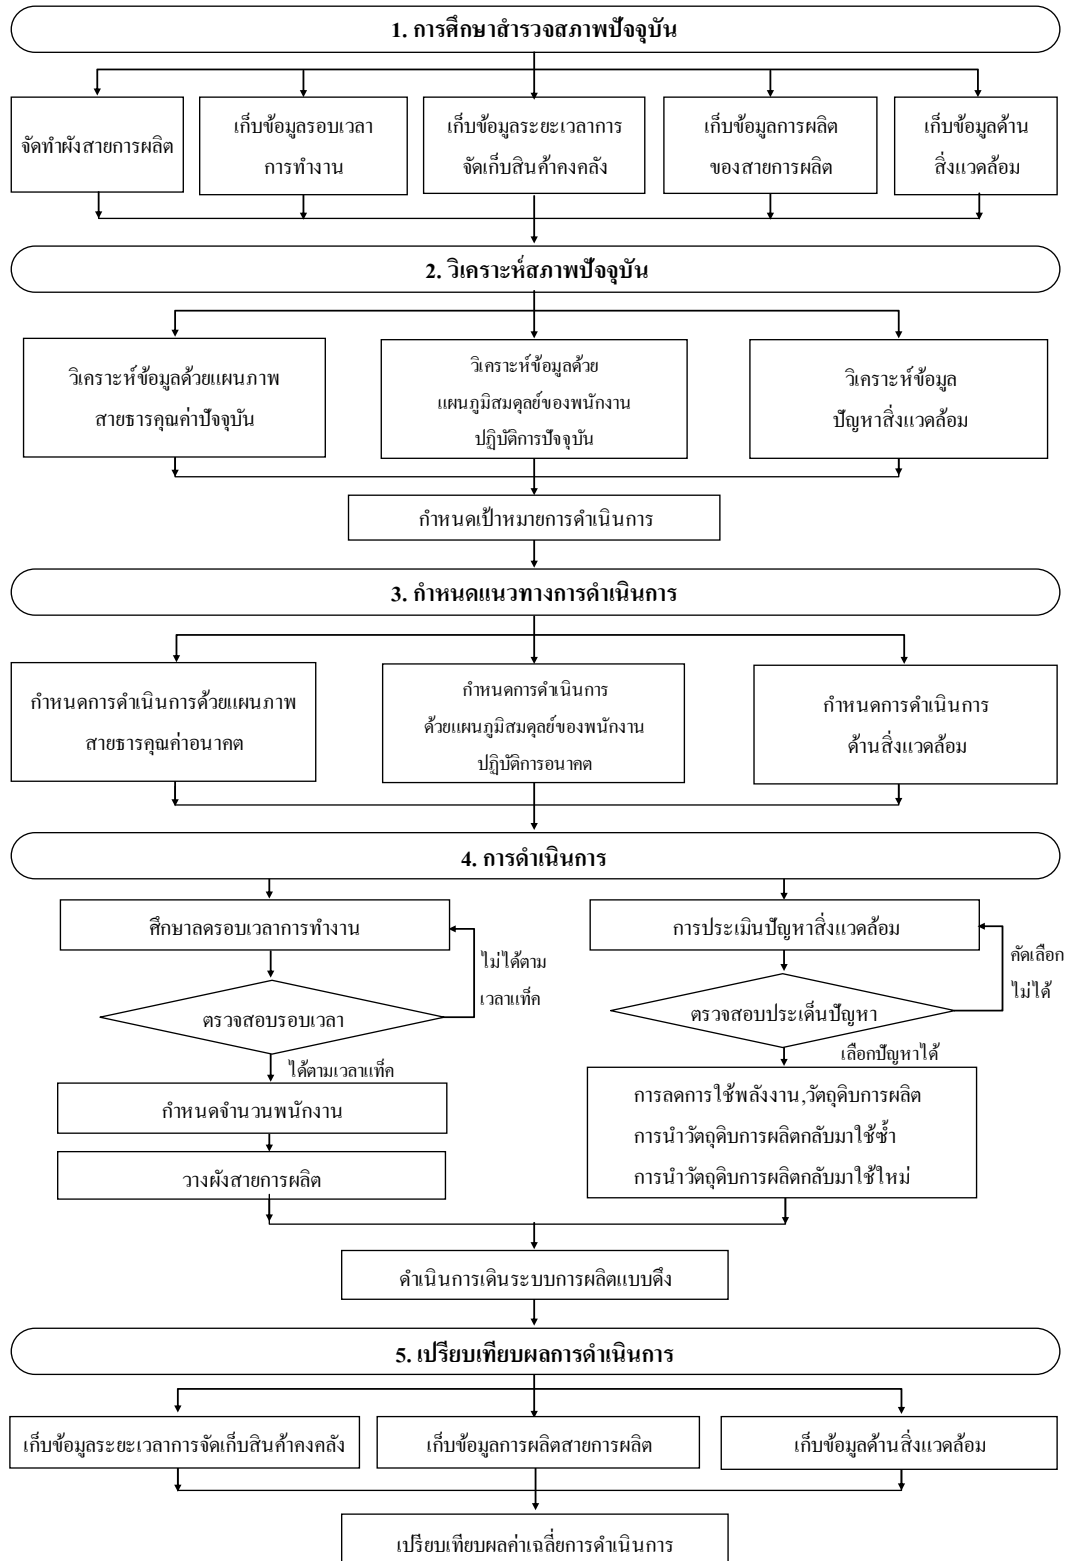 1. การศึกษาสำรวจสภาพปัจจุบัน
จัดทำผังสายการผลิต
เก็บข้อมูลรอบเวลา
การทำงาน
เก็บข้อมูลระยะเวลาการ
จัดเก็บสินค้าคงคลัง
เก็บข้อมูลการผลิต
ของสายการผลิต
เก็บข้อมูลด้าน
สิ่งแวดล้อม
2. วิเคราะห์สภาพปัจจุบัน
วิเคราะห์ข้อมูลด้วยแผนภาพ
สายธารคุณค่าปัจจุบัน
วิเคราะห์ข้อมูลด้วย
แผนภูมิสมดุลย์ของพนักงาน
ปฏิบัติการปัจจุบัน
วิเคราะห์ข้อมูล
ปัญหาสิ่งแวดล้อม
กำหนดเป้าหมายการดำเนินการ
3. กำหนดแนวทางการดำเนินการ
กำหนดการดำเนินการด้วยแผนภาพ
สายธารคุณค่าอนาคต
กำหนดการดำเนินการ
ด้วยแผนภูมิสมดุลย์ของพนักงาน
ปฏิบัติการอนาคต
กำหนดการดำเนินการ
ด้านสิ่งแวดล้อม
4. การดำเนินการ
ศึกษาลดรอบเวลาการทำงาน
ไม่ได้ตาม
เวลาแท็ค
ตรวจสอบรอบเวลา
ได้ตามเวลาแท็ค
กำหนดจำนวนพนักงาน
วางผังสายการผลิต
การประเมินปัญหาสิ่งแวดล้อม
คัดเลือก
ไม่ได้
ตรวจสอบประเด็นปัญหา
เลือกปัญหาได้
การลดการใช้พลังงาน,วัตถุดิบการผลิต
การนำวัตถุดิบการผลิตกลับมาใช้ซ้ำ
การนำวัตถุดิบการผลิตกลับมาใช้ใหม่
ดำเนินการเดินระบบการผลิตแบบดึง
5. เปรียบเทียบผลการดำเนินการ
เก็บข้อมูลระยะเวลาการจัดเก็บสินค้าคงคลัง
เก็บข้อมูลการผลิตสายการผลิต
เก็บข้อมูลด้านสิ่งแวดล้อม
เปรียบเทียบผลค่าเฉลี่ยการดำเนินการ